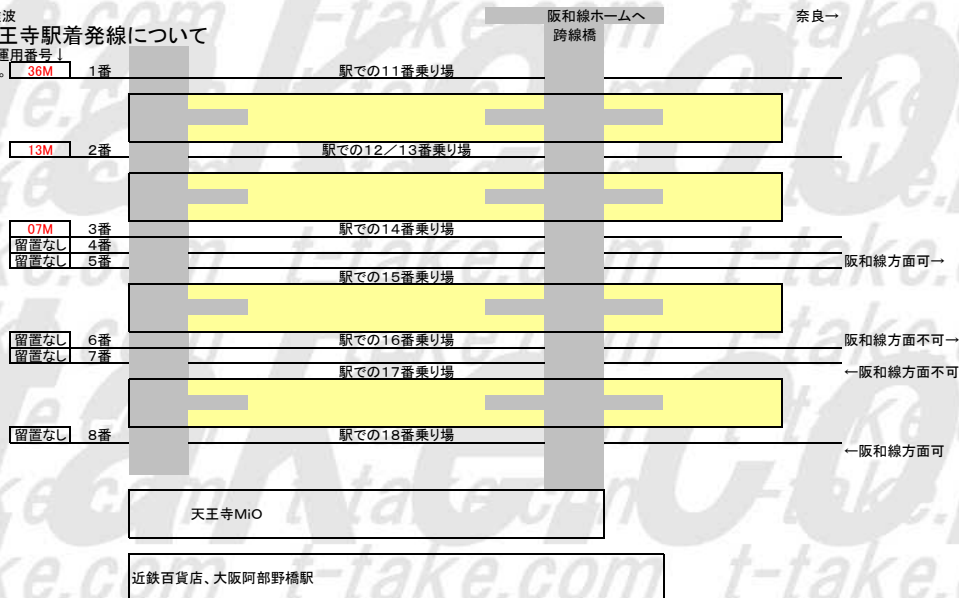 波
阪和線ホームへ
奈良→
王寺駅着発線について
跨線橋
運用番号↓
36M 1番 駅での11番乗り場
13M 2番 駅での12／13番乗り場
07M 3番 駅での14番乗り場
留置なし 4番
留置なし 5番 阪和線方面可→
駅での15番乗り場
留置なし 6番 駅での16番乗り場 阪和線方面不可→
留置なし 7番
駅での17番乗り場 ←阪和線方面不可
留置なし 8番 駅での18番乗り場
←阪和線方面可
天王寺MiO
近鉄百貨店、大阪阿部野橋駅
t-take.com